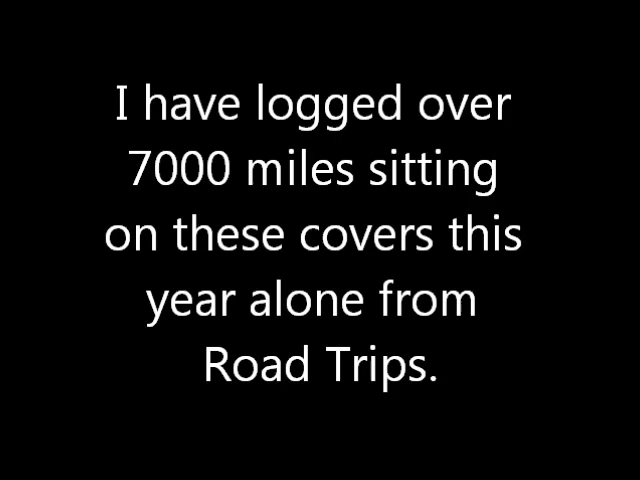 I have logged over
7000 miles sitting
on these covers this
year alone from
Road Trips.